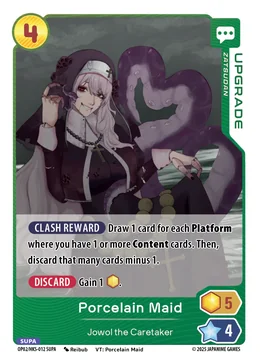 4
UPGRADE
ZATSUDAN
CLASH REWARD Draw 1 card for each Platform
where you have 1 or more Content cards. Then,
discard that many cards minus 1.
DISCARD Gain 1 .
Porcelain Maid
Jowol the Caretaker
5
4
SUPA
OP02/HKS-012 SUPA Reibub VT: Porcelain Maid
© 2025 JAPANIME GAMES